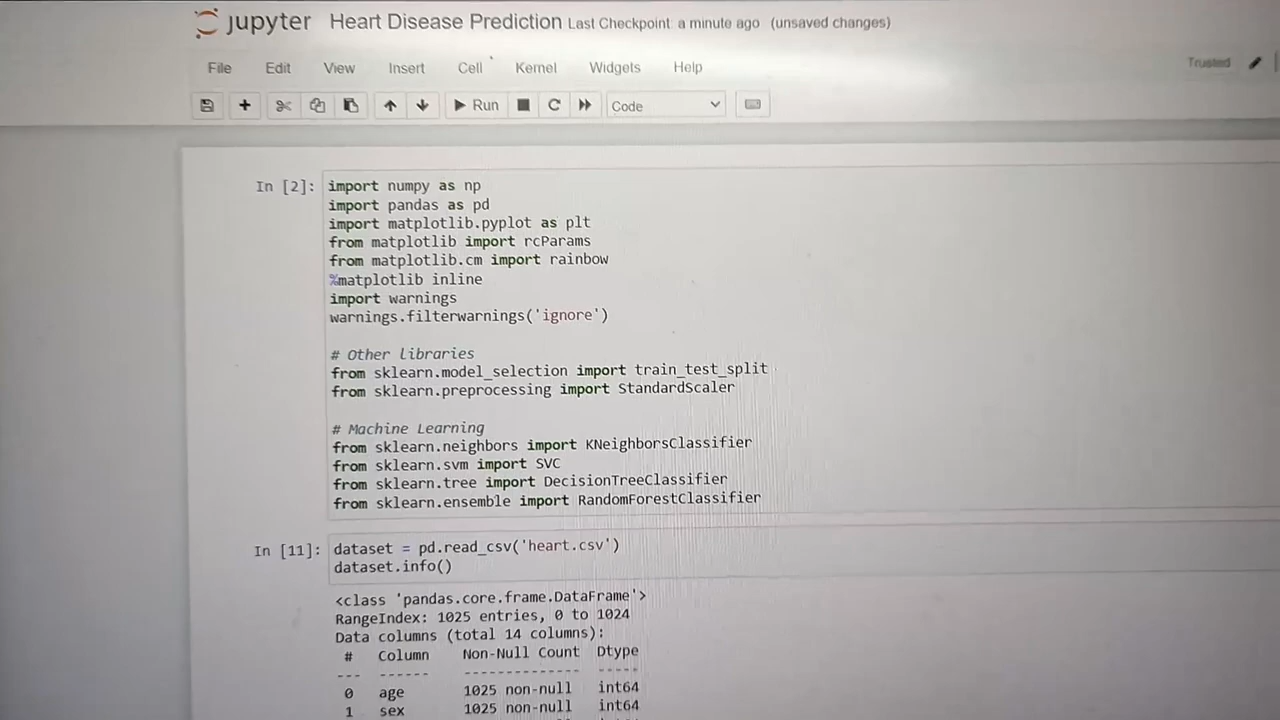 jupyter Heart Disease Prediction Last Checkpoint: a minute ago (unsaved changes)
File Edit View Insert Cell Kernel Widgets Help Trusted
Run Code
In [2]: import numpy as np
import pandas as pd
import matplotlib.pyplot as plt
from matplotlib import rcParams
from matplotlib.cm import rainbow
%matplotlib inline
import warnings
warnings.filterwarnings('ignore')
# Other libraries
from sklearn.model_selection import train_test_split
from sklearn.preprocessing import StandardScaler
# Machine Learning
from sklearn.neighbors import KNeighborsClassifier
from sklearn.svm import SVC
from sklearn.tree import DecisionTreeClassifier
from sklearn.ensemble import RandomForestClassifier
In [11]: dataset = pd.read_csv('heart.csv')
dataset.info()
<class 'pandas.core.frame.DataFrame'>
RangeIndex: 1025 entries, 0 to 1024
Data columns (total 14 columns):
# Column Non-Null Count Dtype
--- ------ -------------- -----
0 age 1025 non-null int64
1 sex 1025 non-null int64